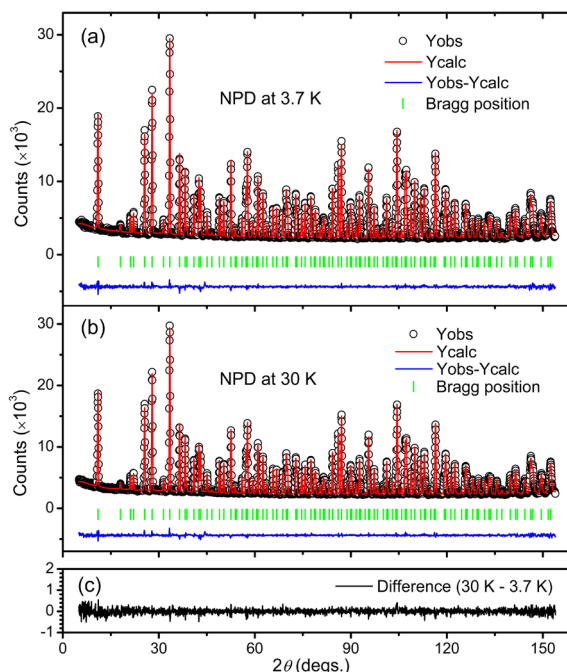 30
(a)
Yobs
Ycalc
NPD at 3.7 K
Yobs-Ycalc
20
Bragg position
Counts (×10³)
10
0
30
(b)
Yobs
Ycalc
NPD at 30 K
Yobs-Ycalc
20
Bragg position
Counts (×10³)
10
0
2
(c)
Difference (30 K - 3.7 K)
1
0
-1
0 30 60 90 120 150
2θ (degs.)